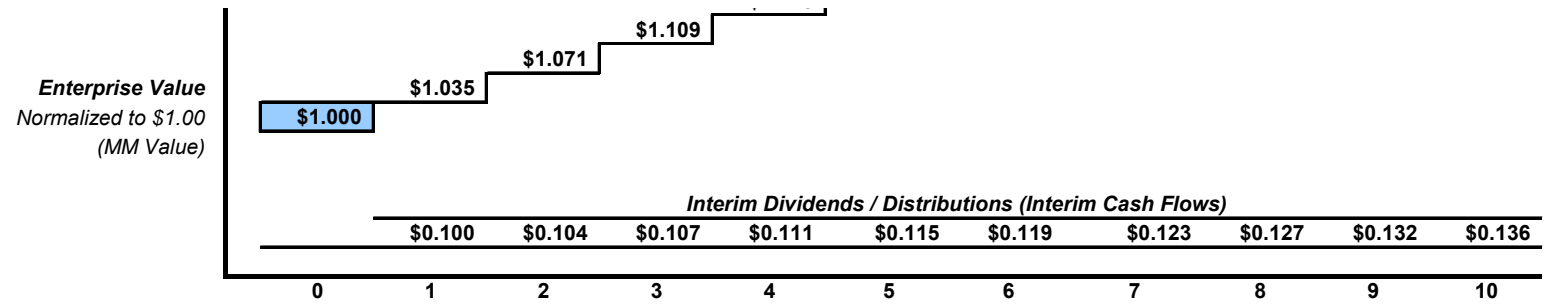 $1.109
$1.071
Enterprise Value $1.035
Normalized to $1.00 $1.000
(MM Value)
Interim Dividends / Distributions (Interim Cash Flows)
$0.100 $0.104 $0.107 $0.111 $0.115 $0.119 $0.123 $0.127 $0.132 $0.136
0 1 2 3 4 5 6 7 8 9 10